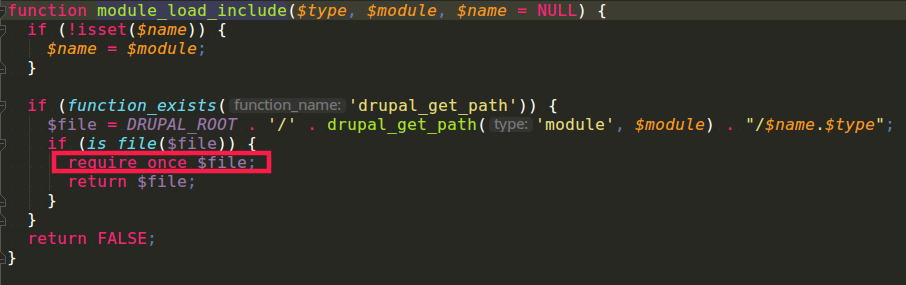 function module_load_include($type, $module, $name = NULL) {
  if (!isset($name)) {
    $name = $module;
  }

  if (function_exists( function_name: 'drupal_get_path')) {
    $file = DRUPAL_ROOT . '/' . drupal_get_path( type: 'module', $module) . "/$name.$type";
    if (is_file($file)) {
      require_once $file;
      return $file;
    }
  }
  return FALSE;
}